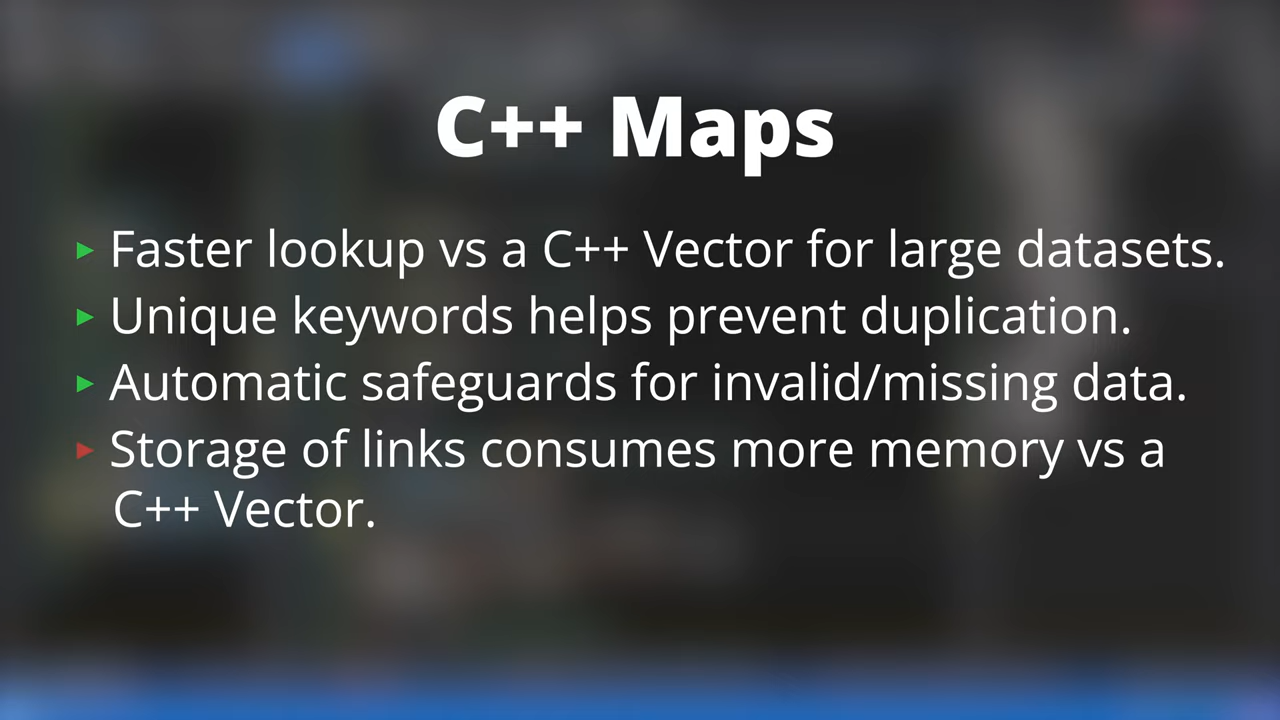 C++ Maps
Faster lookup vs a C++ Vector for large datasets.
Unique keywords helps prevent duplication.
Automatic safeguards for invalid/missing data.
Storage of links consumes more memory vs a
C++ Vector.